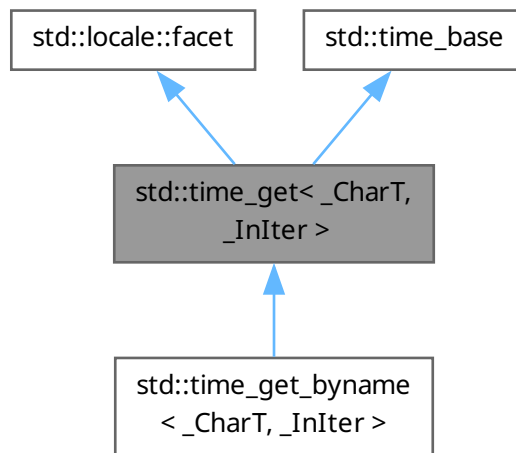 std::locale::facet
std::time_base
std::time_get< _CharT,
_InIter >
std::time_get_byname
< _CharT, _InIter >